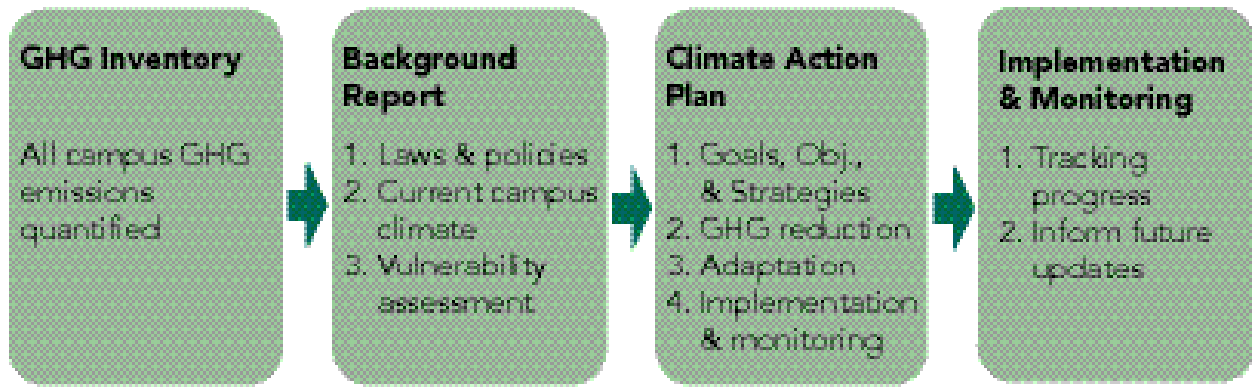 GHG Inventory
All campus GHG
emissions
quantified
Background
Report
1. Laws & policies
2. Current campus
climate
3. Vulnerability
assessment
Climate Action
Plan
1. Goals, Obj.,
& Strategies
2. GHG reduction
3. Adaptation
4. Implementation
& monitoring
Implementation
& Monitoring
1. Tracking
progress
2. Inform future
updates